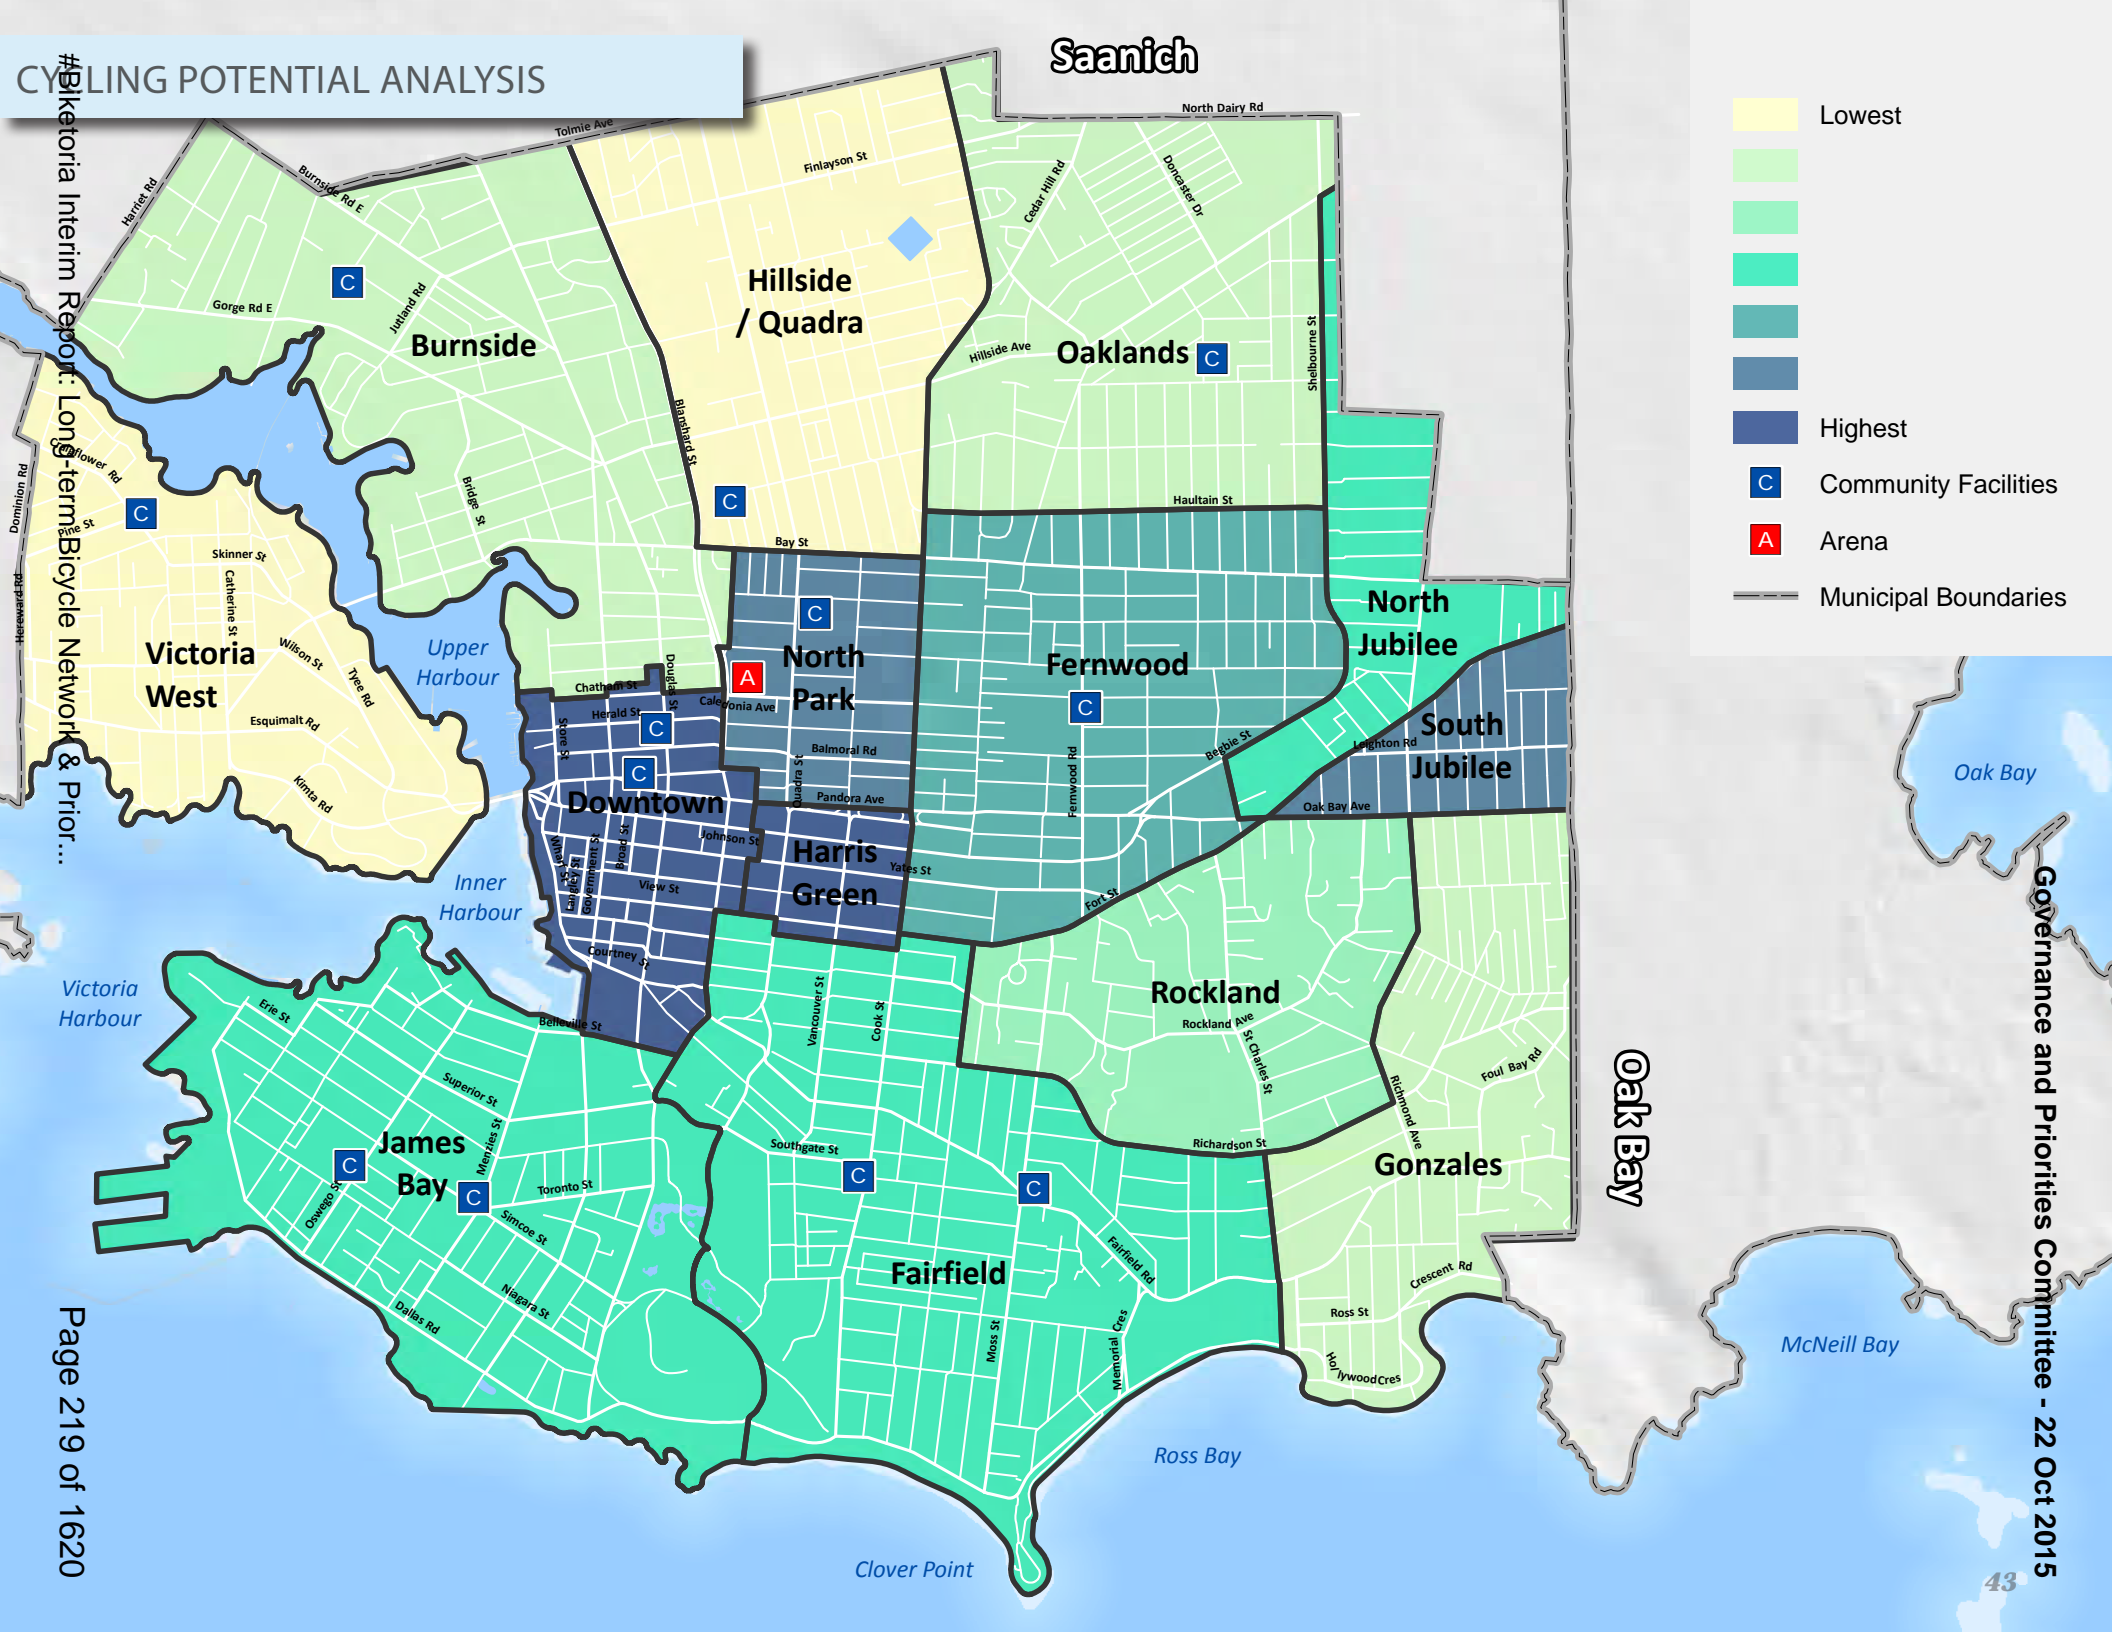 CYCLING POTENTIAL ANALYSIS
#Biketoria Interim Report: Long-term Bicycle Network & Prior...
Page 219 of 1620
Governance and Priorities Committee - 22 Oct 2015
43
Saanich
Oak Bay
Lowest
Highest
C Community Facilities
A Arena
Municipal Boundaries
North Dairy Rd
Tolmie Ave
Finlayson St
Burnside Rd E
Harriet Rd
Cedar Hill Rd
Doncaster Dr
C
Hillside
/ Quadra
Gorge Rd E
Jutland Rd
Burnside
Hillside Ave
Oaklands
C
Shelbourne St
Blanshard St
Craigflower Rd
Dominion Rd
Bridge St
C
C
Haultain St
Pine St
Skinner St
Bay St
Hereward Rd
Catherine St
C
North
Jubilee
Victoria
West
Wilson St
Tyee Rd
Upper
Harbour
Douglas St
North
Park
A
Fernwood
Chatham St
Caledonia Ave
C
Herald St
C
Store St
Esquimalt Rd
Balmoral Rd
Begbie St
South
Jubilee
Leighton Rd
Oak Bay
C
Kimta Rd
Quadra St
Fernwood Rd
Downtown
Pandora Ave
Oak Bay Ave
Johnson St
Broad St
Wharf St
Langley St
Government St
Harris
Green
Yates St
View St
Inner
Harbour
Fort St
Courtney St
Victoria
Harbour
Erie St
Belleville St
Vancouver St
Cook St
Rockland
Rockland Ave
St Charles St
Foul Bay Rd
Richmond Ave
Superior St
Menzies St
James
Bay
C
C
Oswego St
Toronto St
Simcoe St
Southgate St
C
C
Richardson St
Gonzales
Fairfield
Fairfield Rd
Crescent Rd
Niagara St
Dallas Rd
Moss St
Memorial Cres
Ross St
Hollywood Cres
McNeill Bay
Ross Bay
Clover Point